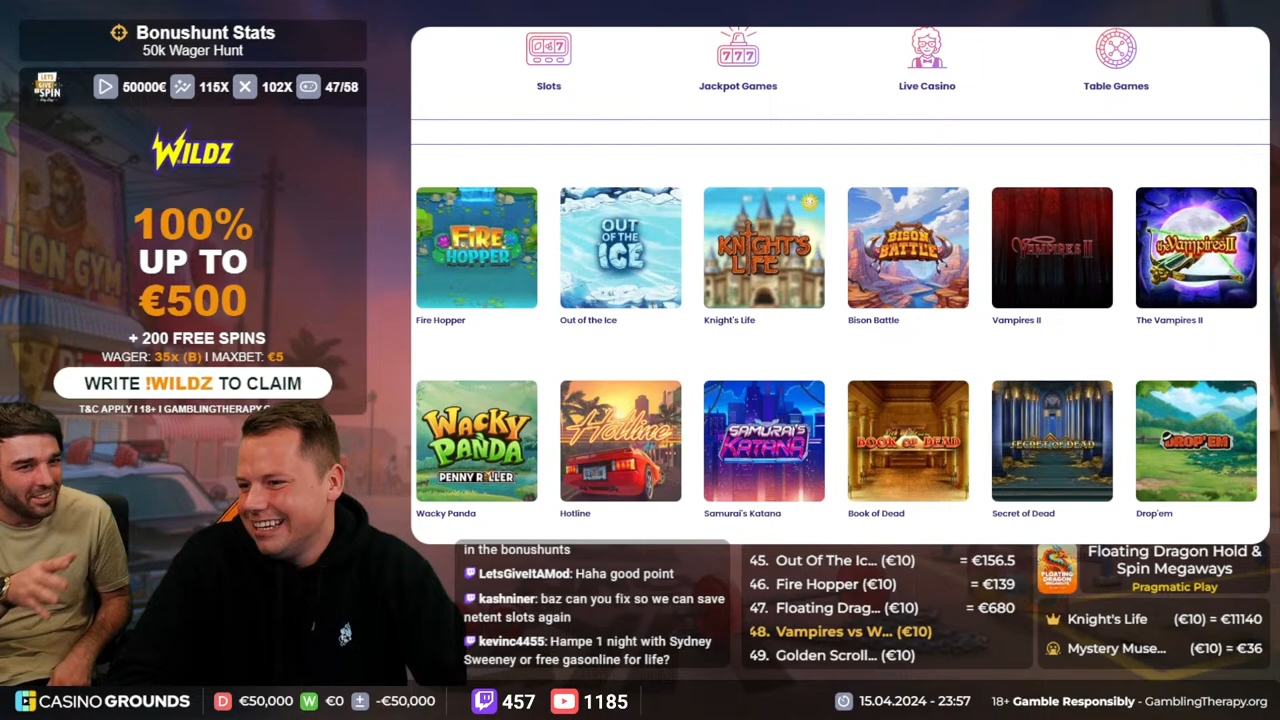 Bonushunt Stats
50k Wager Hunt
LETS GIVE IT A SPIN
50000€ 115X 102X 47/58
WILDZ
100%
UP TO
€500
+ 200 FREE SPINS
WAGER: 35x (B) I MAXBET: €5
WRITE !WILDZ TO CLAIM
T&C APPLY I 18+ I GAMBLINGTHERAPY.O
Slots
Jackpot Games
Live Casino
Table Games
FIRE HOPPER
OUT OF THE ICE
KNIGHT'S LIFE
BISON BATTLE
VAMPIRES II
the Vampires II
Fire Hopper
Out of the Ice
Knight's Life
Bison Battle
Vampires II
The Vampires II
WACKY PANDA
PENNY ROLLER
Hotline
SAMURAI'S KATANA
BOOK OF DEAD
SECRET OF DEAD
DROP'EM
Wacky Panda
Hotline
Samurai's Katana
Book of Dead
Secret of Dead
Drop'em
in the bonushunts
LetsGiveItAMod: Haha good point
kashniner: baz can you fix so we can save
netent slots again
kevinc4455: Hampe 1 night with Sydney
Sweeney or free gasonline for life?
45. Out Of The Ic... (€10) = €156.5
46. Fire Hopper (€10) = €139
47. Floating Drag... (€10) = €680
48. Vampires vs W... (€10)
49. Golden Scroll... (€10)
FLOATING DRAGON
Floating Dragon Hold &
Spin Megaways
Pragmatic Play
Knight's Life (€10) = €11140
Mystery Muse... (€10) = €36
CASINOGROUNDS
D €50,000 W €0 ± -€50,000
457 1185
15.04.2024 - 23:57
18+ Gamble Responsibly - GamblingTherapy.org